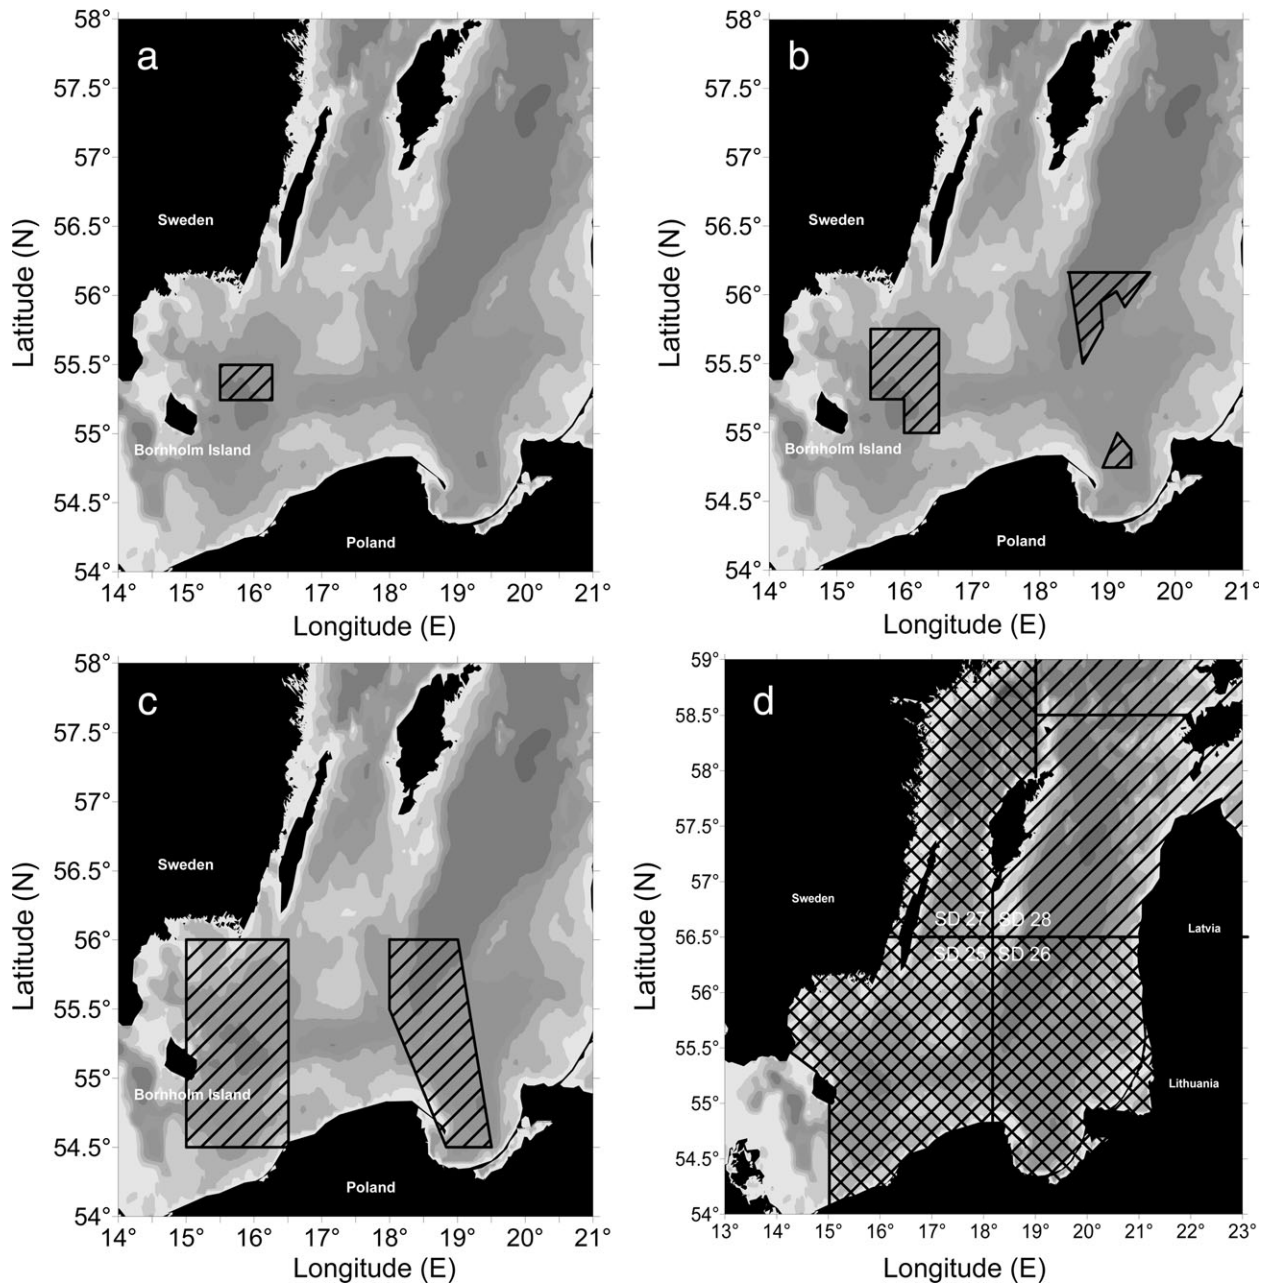 a
58°
57.5°
57°
56.5°
56°
55.5°
55°
54.5°
54°
Latitude (N)
Sweden
Bornholm Island
Poland
14° 15° 16° 17° 18° 19° 20° 21°
Longitude (E)
b
58°
57.5°
57°
56.5°
56°
55.5°
55°
54.5°
54°
Latitude (N)
Sweden
Bornholm Island
Poland
14° 15° 16° 17° 18° 19° 20° 21°
Longitude (E)
c
58°
57.5°
57°
56.5°
56°
55.5°
55°
54.5°
54°
Latitude (N)
Sweden
Bornholm Island
Poland
14° 15° 16° 17° 18° 19° 20° 21°
Longitude (E)
d
59°
58.5°
58°
57.5°
57°
56.5°
56°
55.5°
55°
54.5°
54°
Latitude (N)
Sweden
SD 27 SD 28
Latvia
SD 25 SD 26
Lithuania
13° 14° 15° 16° 17° 18° 19° 20° 21° 22° 23°
Longitude (E)